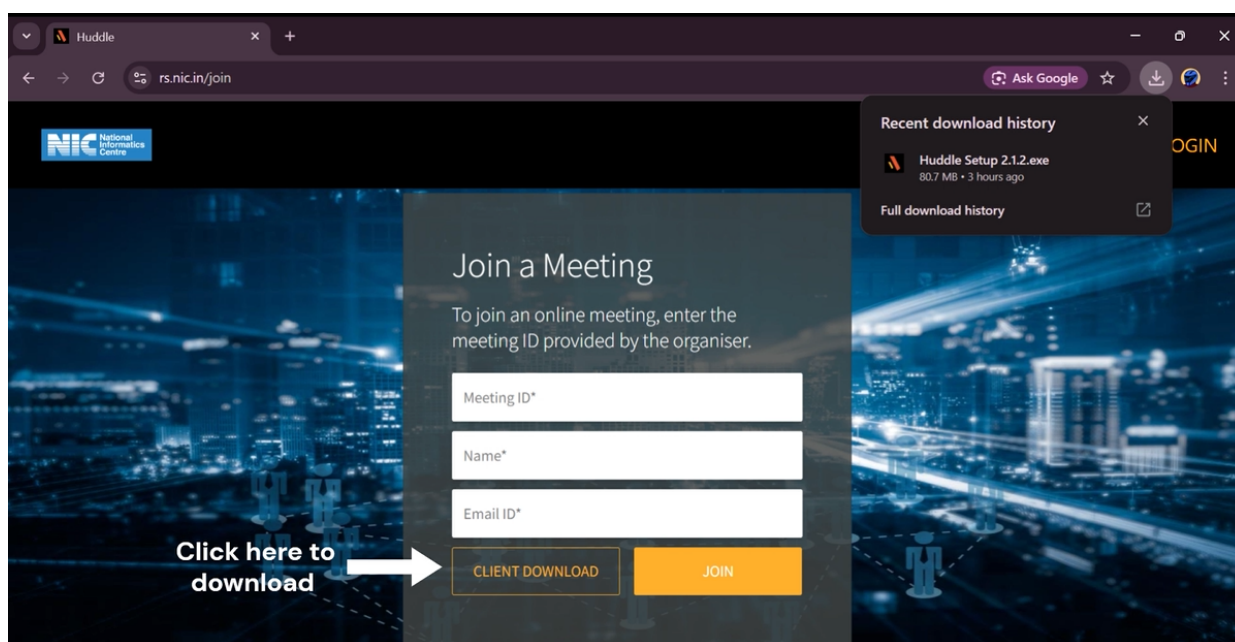 Huddle
rs.nic.in/join
Ask Google
Recent download history
Huddle Setup 2.1.2.exe
80.7 MB • 3 hours ago
Full download history
NIC National
Informatics
Centre
OGIN
Join a Meeting
To join an online meeting, enter the
meeting ID provided by the organiser.
Meeting ID*
Name*
Email ID*
Click here to
download
CLIENT DOWNLOAD
JOIN